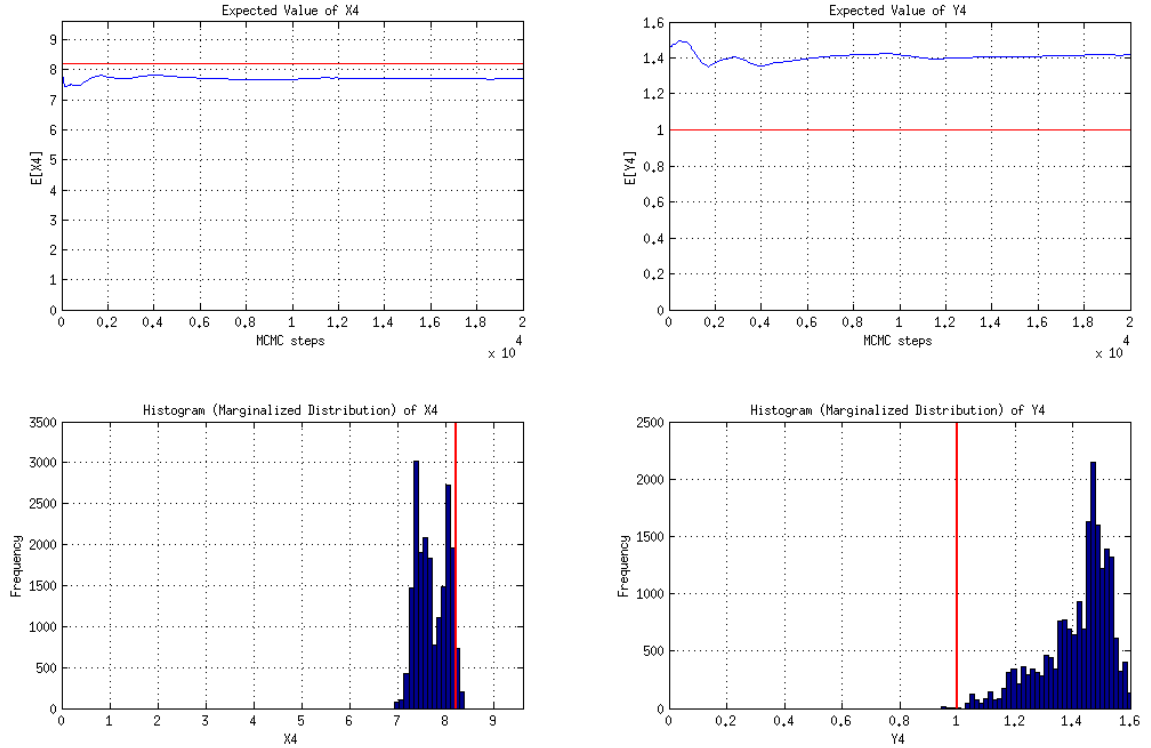 Expected Value of X4
9
8
7
6
5
4
3
2
1
0
E[X4]
0 0.2 0.4 0.6 0.8 1 1.2 1.4 1.6 1.8 2
MCMC steps
x 10^4
Expected Value of Y4
1.6
1.4
1.2
1
0.8
0.6
0.4
0.2
0
E[Y4]
0 0.2 0.4 0.6 0.8 1 1.2 1.4 1.6 1.8 2
MCMC steps
x 10^4
Histogram (Marginalized Distribution) of X4
3500
3000
2500
2000
1500
1000
500
0
Frequency
0 1 2 3 4 5 6 7 8 9
X4
Histogram (Marginalized Distribution) of Y4
2500
2000
1500
1000
500
0
Frequency
0 0.2 0.4 0.6 0.8 1 1.2 1.4 1.6
Y4